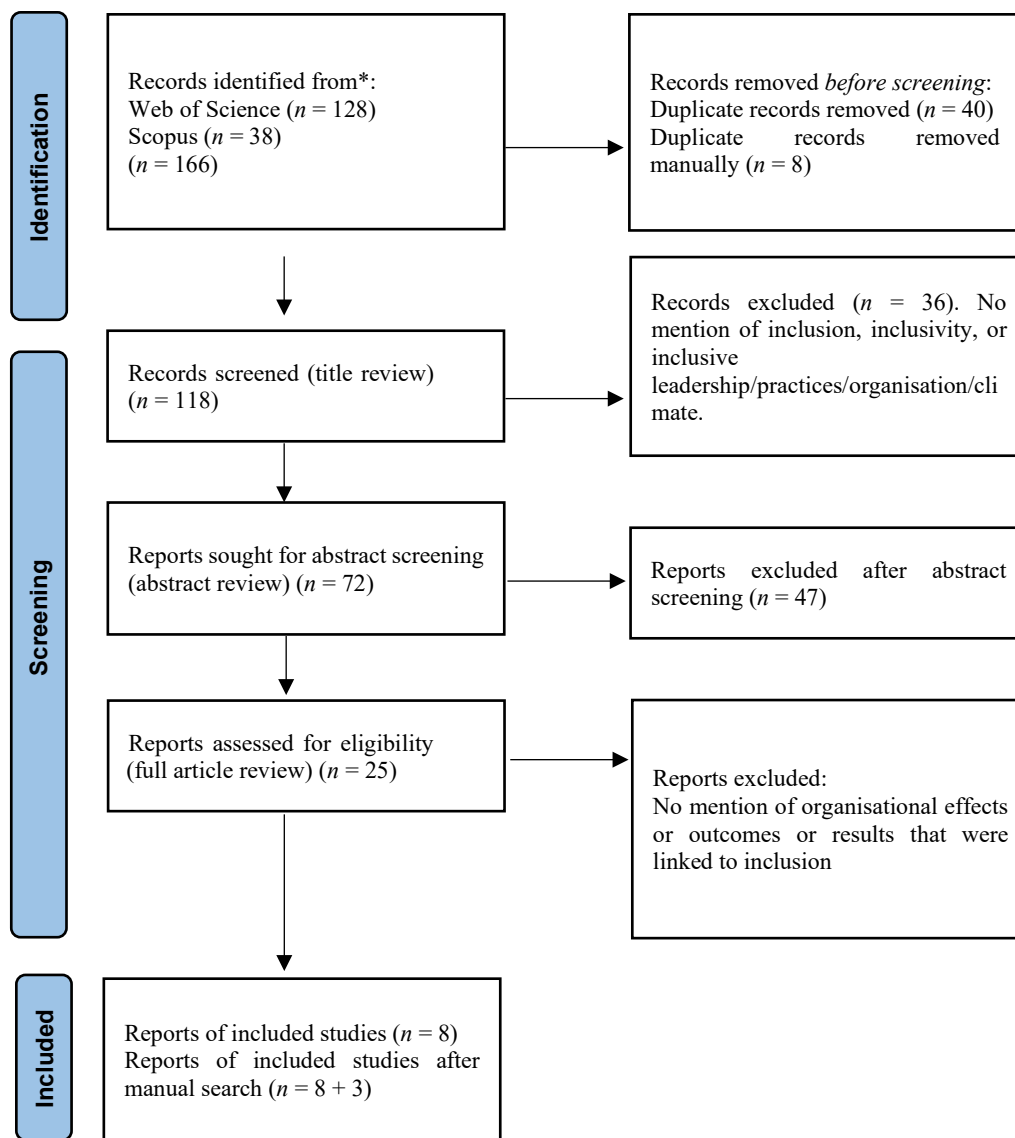 Identification
Records identified from*:
Web of Science (n = 128)
Scopus (n = 38)
(n = 166)
Records removed before screening:
Duplicate records removed (n = 40)
Duplicate records removed
manually (n = 8)
Screening
Records screened (title review)
(n = 118)
Records excluded (n = 36). No
mention of inclusion, inclusivity, or
inclusive
leadership/practices/organisation/cli
mate.
Reports sought for abstract screening
(abstract review) (n = 72)
Reports excluded after abstract
screening (n = 47)
Reports assessed for eligibility
(full article review) (n = 25)
Reports excluded:
No mention of organisational effects
or outcomes or results that were
linked to inclusion
Included
Reports of included studies (n = 8)
Reports of included studies after
manual search (n = 8 + 3)